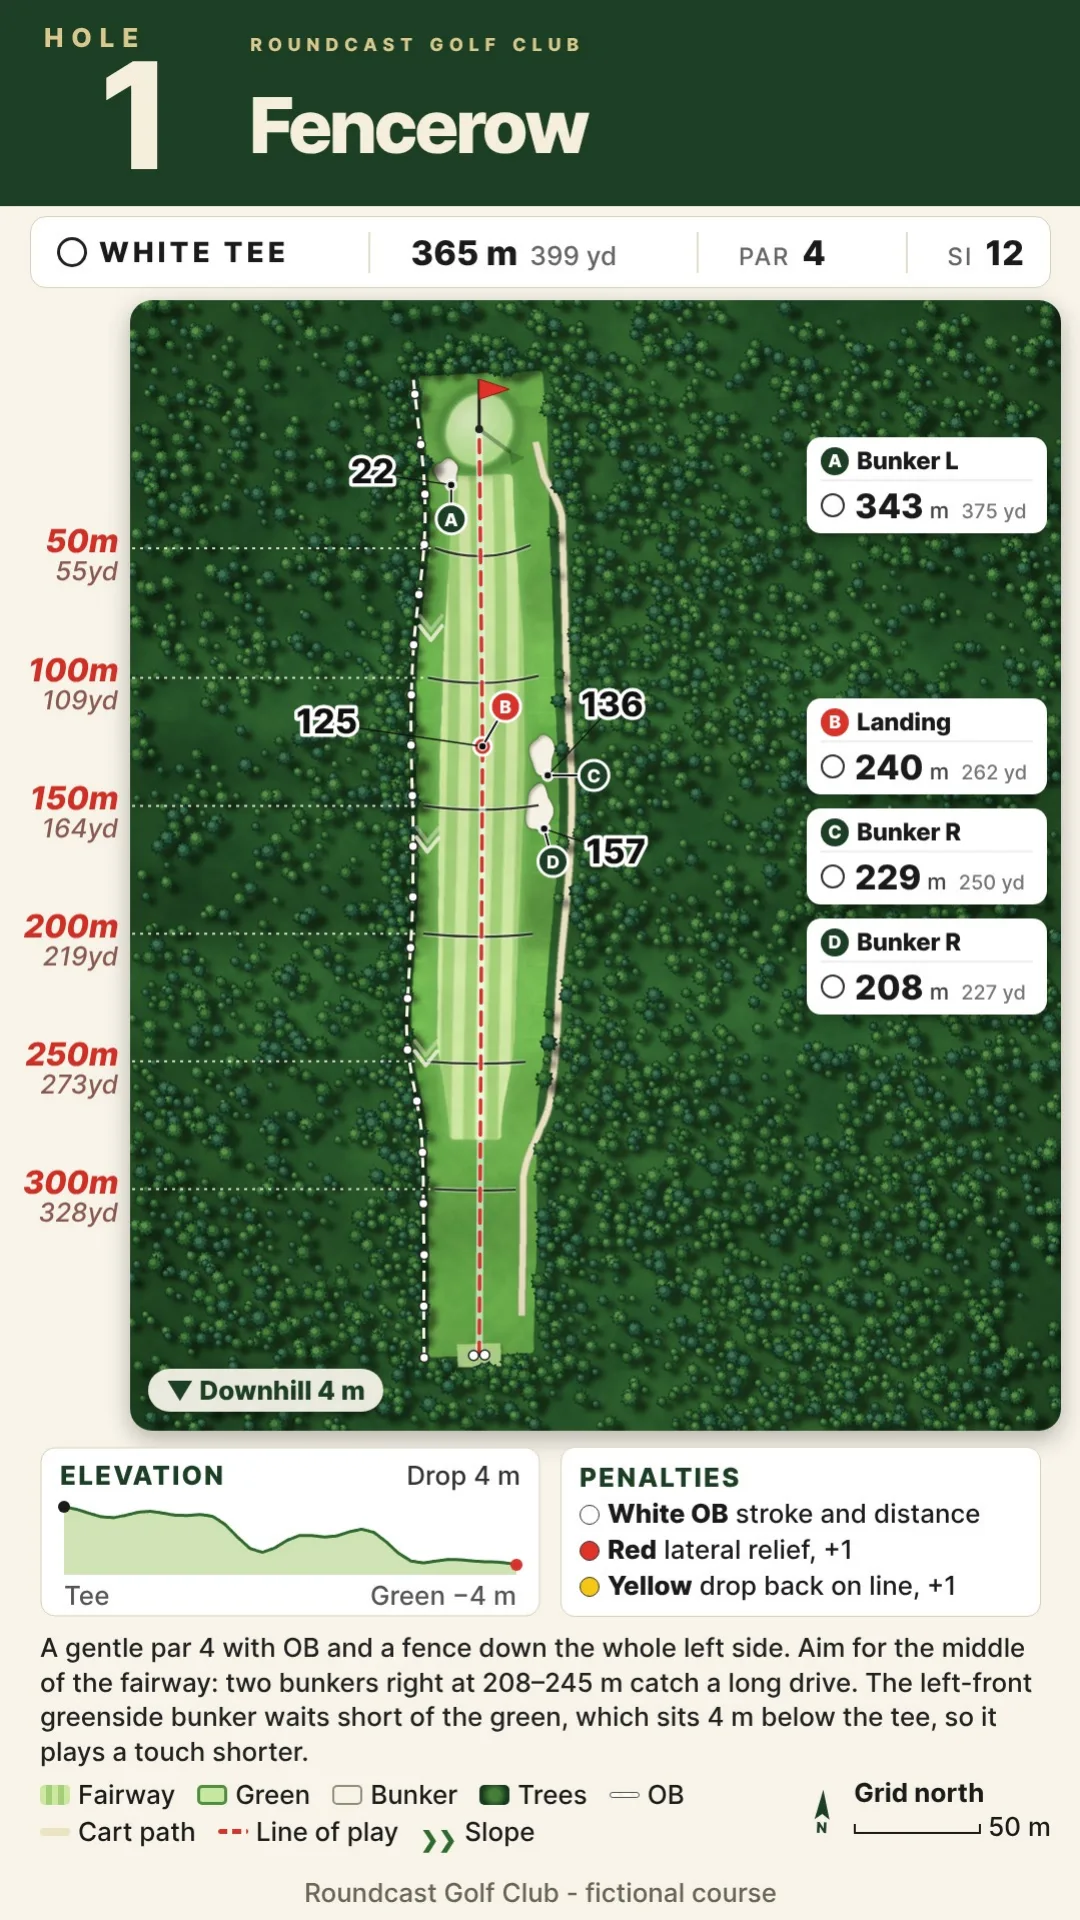 HOLE
1
ROUNDCAST GOLF CLUB
Fencerow
WHITE TEE
365 m 399 yd
PAR 4
SI 12
22
A
50m
55yd
100m
109yd
B
136
125
C
150m
164yd
D
157
200m
219yd
250m
273yd
300m
328yd
A Bunker L
343 m 375 yd
B Landing
240 m 262 yd
C Bunker R
229 m 250 yd
D Bunker R
208 m 227 yd
▼ Downhill 4 m
ELEVATION
Drop 4 m
Tee
Green −4 m
PENALTIES
White OB stroke and distance
Red lateral relief, +1
Yellow drop back on line, +1
A gentle par 4 with OB and a fence down the whole left side. Aim for the middle
of the fairway: two bunkers right at 208–245 m catch a long drive. The left-front
greenside bunker waits short of the green, which sits 4 m below the tee, so it
plays a touch shorter.
Fairway Green Bunker Trees OB
Cart path Line of play Slope
N
Grid north
50 m
Roundcast Golf Club - fictional course